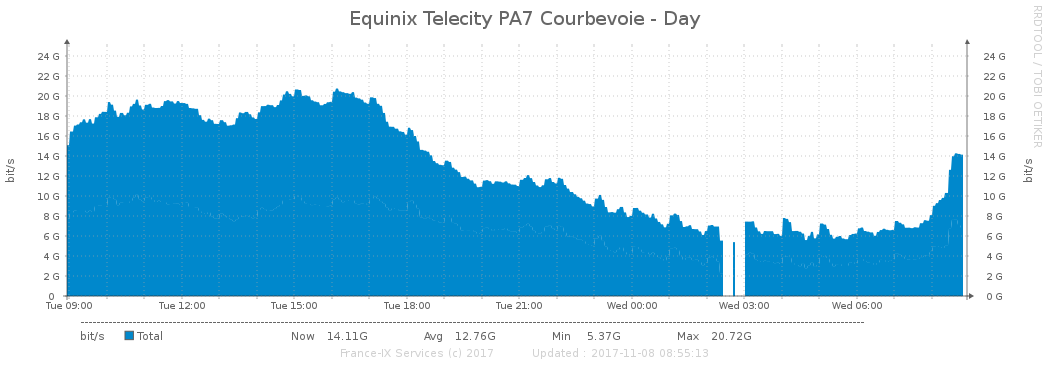 Equinix Telecity PA7 Courbevoie - Day
RRDTOOL / TOBI OETIKER
bit/s
24 G
22 G
20 G
18 G
16 G
14 G
12 G
10 G
8 G
6 G
4 G
2 G
0
24 G
22 G
20 G
18 G
16 G
14 G
12 G
10 G
8 G
6 G
4 G
2 G
0 G
bit/s
Tue 09:00 Tue 12:00 Tue 15:00 Tue 18:00 Tue 21:00 Wed 00:00 Wed 03:00 Wed 06:00
bit/s Total Now 14.11G Avg 12.76G Min 5.37G Max 20.72G
France-IX Services (c) 2017 Updated : 2017-11-08 08:55:13